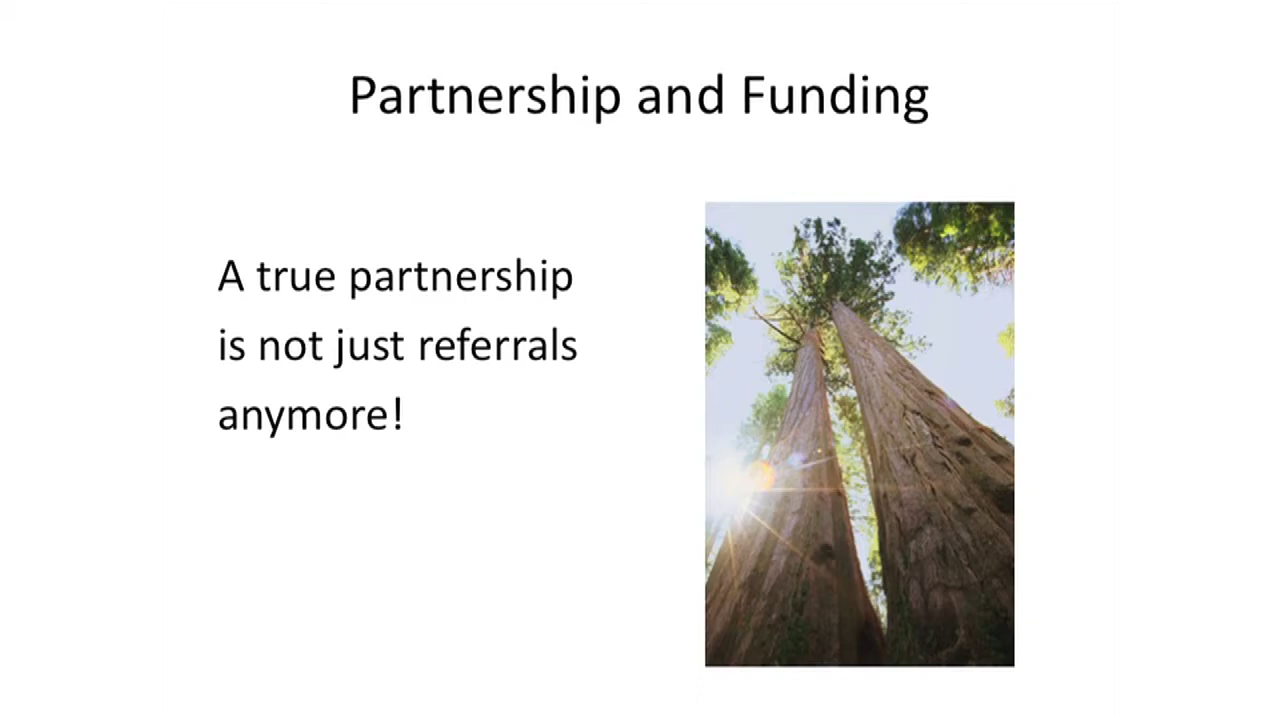 Partnership and Funding
A true partnership
is not just referrals
anymore!